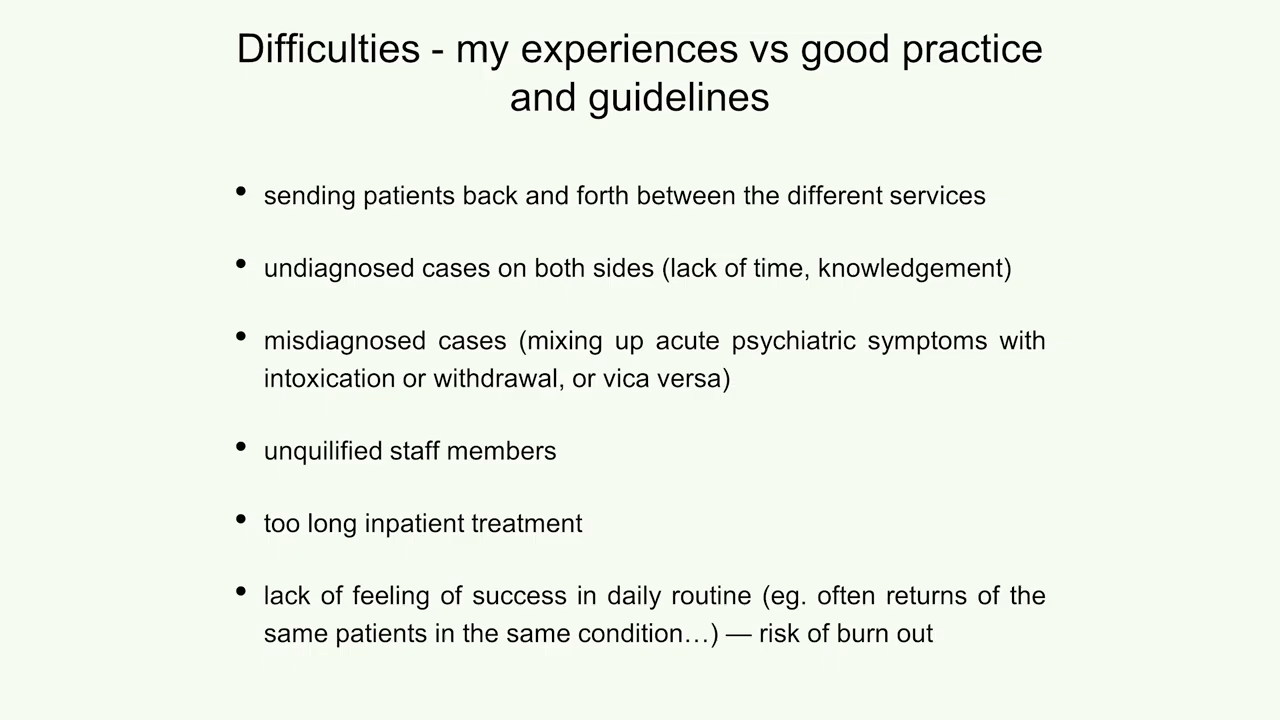 Difficulties - my experiences vs good practice
and guidelines
• sending patients back and forth between the different services
• undiagnosed cases on both sides (lack of time, knowledgement)
• misdiagnosed cases (mixing up acute psychiatric symptoms with
intoxication or withdrawal, or vica versa)
• unquilified staff members
• too long inpatient treatment
• lack of feeling of success in daily routine (eg. often returns of the
same patients in the same condition…) — risk of burn out